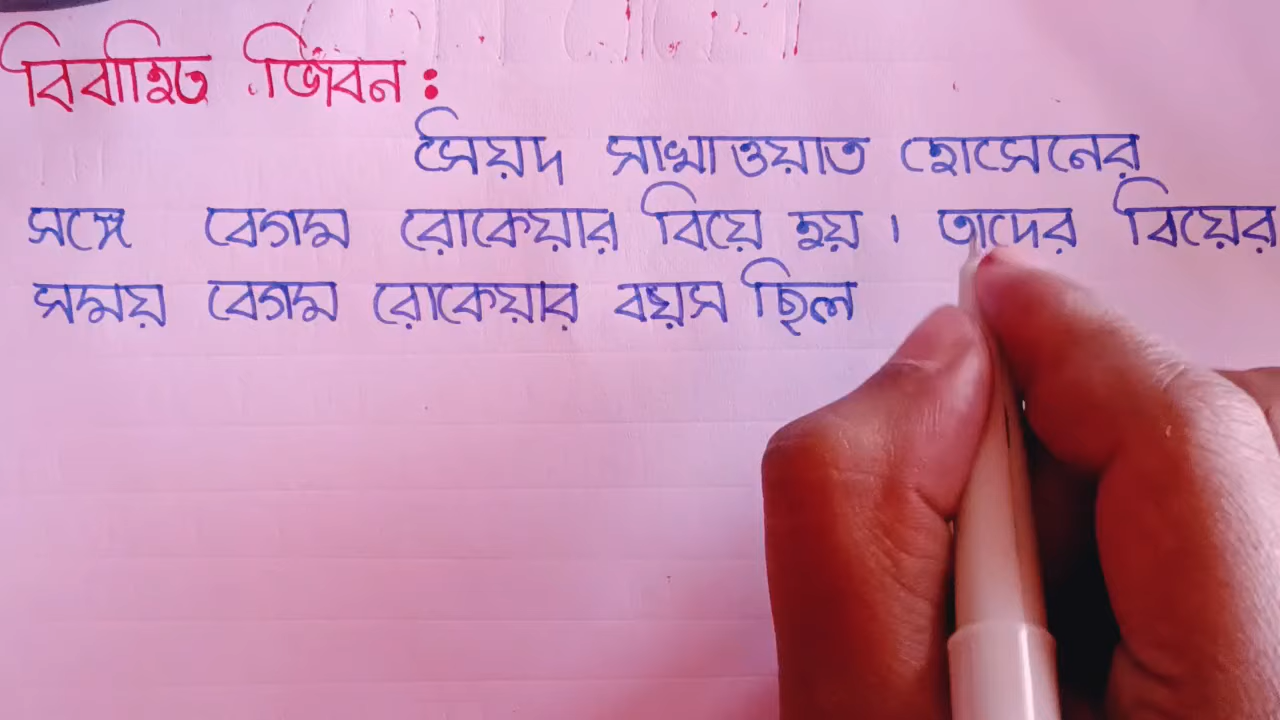 বিবাহিত জিবন :
সৈয়দ সাখাওয়াত হোসেনের
সঙ্গে বেগম রোকেয়ার বিয়ে হয়। তাদের বিয়ের
সময় বেগম রোকেয়ার বয়স ছিল